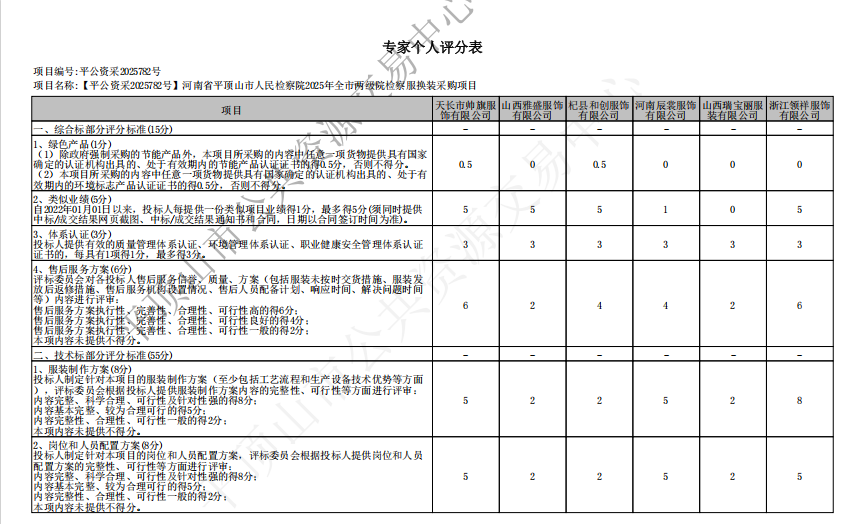 专家个人评分表
项目编号:平公资采2025782号
项目名称:【平公资采2025782号】河南省平顶山市人民检察院2025年全市两级院检察服换装采购项目
项目 天长市帅旗服饰有限公司 山西雅盛服饰有限公司 杞县和创服饰有限公司 河南辰裳服饰有限公司 山西瑞宝丽服装有限公司 浙江领祥服饰有限公司
一、综合标部分评分标准(15分) – – – – – –
1、绿色产品(1分)
(1)除政府强制采购的节能产品外,本项目所采购的内容中任意一项货物提供具有国家
确定的认证机构出具的、处于有效期内的节能产品认证证书的得0.5分,否则不得分。
(2)本项目所采购的内容中任意一项货物提供具有国家确定的认证机构出具的、处于有
效期内的环境标志产品认证证书的得0.5分,否则不得分。
0.5 0 0.5 0 0 0
2、类似业绩(5分)
自2022年01月01日以来,投标人每提供一份类似项目业绩得1分,最多得5分(须同时提供
中标/成交结果网页截图、中标/成交结果通知书和合同,日期以合同签订时间为准)。
5 5 5 1 0 5
3、体系认证(3分)
投标人提供有效的质量管理体系认证、环境管理体系认证、职业健康安全管理体系认证
证书的,每具有1项得1分,最多得3分。
3 3 3 3 3 3
4、售后服务方案(6分)
评标委员会对各投标人售后服务信誉、质量、方案(包括服装未按时交货措施、服装发
放后返修措施、售后服务机构设置情况、售后人员配备计划、响应时间、解决问题时间
等)内容进行评审:
售后服务方案执行性、完善性、合理性、可行性高的得6分;
售后服务方案执行性、完善性、合理性、可行性良好的得4分;
售后服务方案执行性、完善性、合理性、可行性一般的得2分;
本项内容未提供不得分。
6 2 4 4 2 6
二、技术标部分评分标准(55分) – – – – – –
1、服装制作方案(8分)
投标人制定针对本项目的服装制作方案(至少包括工艺流程和生产设备技术优势等方面
),评标委员会根据投标人提供服装制作方案内容的完整性、可行性等方面进行评审:
内容完整、科学合理、可行性及针对性强的得8分;
内容基本完整、较为合理可行的得5分;
内容完整性、合理性、可行性一般的得2分;
本项内容未提供不得分。
5 2 2 5 2 8
2、岗位和人员配置方案(8分)
投标人制定针对本项目的岗位和人员配置方案,评标委员会根据投标人提供岗位和人员
配置方案的完整性、可行性等方面进行评审:
内容完整、科学合理、可行性及针对性强的得8分;
内容基本完整、较为合理可行的得5分;
内容完整性、合理性、可行性一般的得2分;
本项内容未提供不得分。
5 2 2 5 2 5
平顶山市公共资源交易中心
平顶山市公共资源交易中心